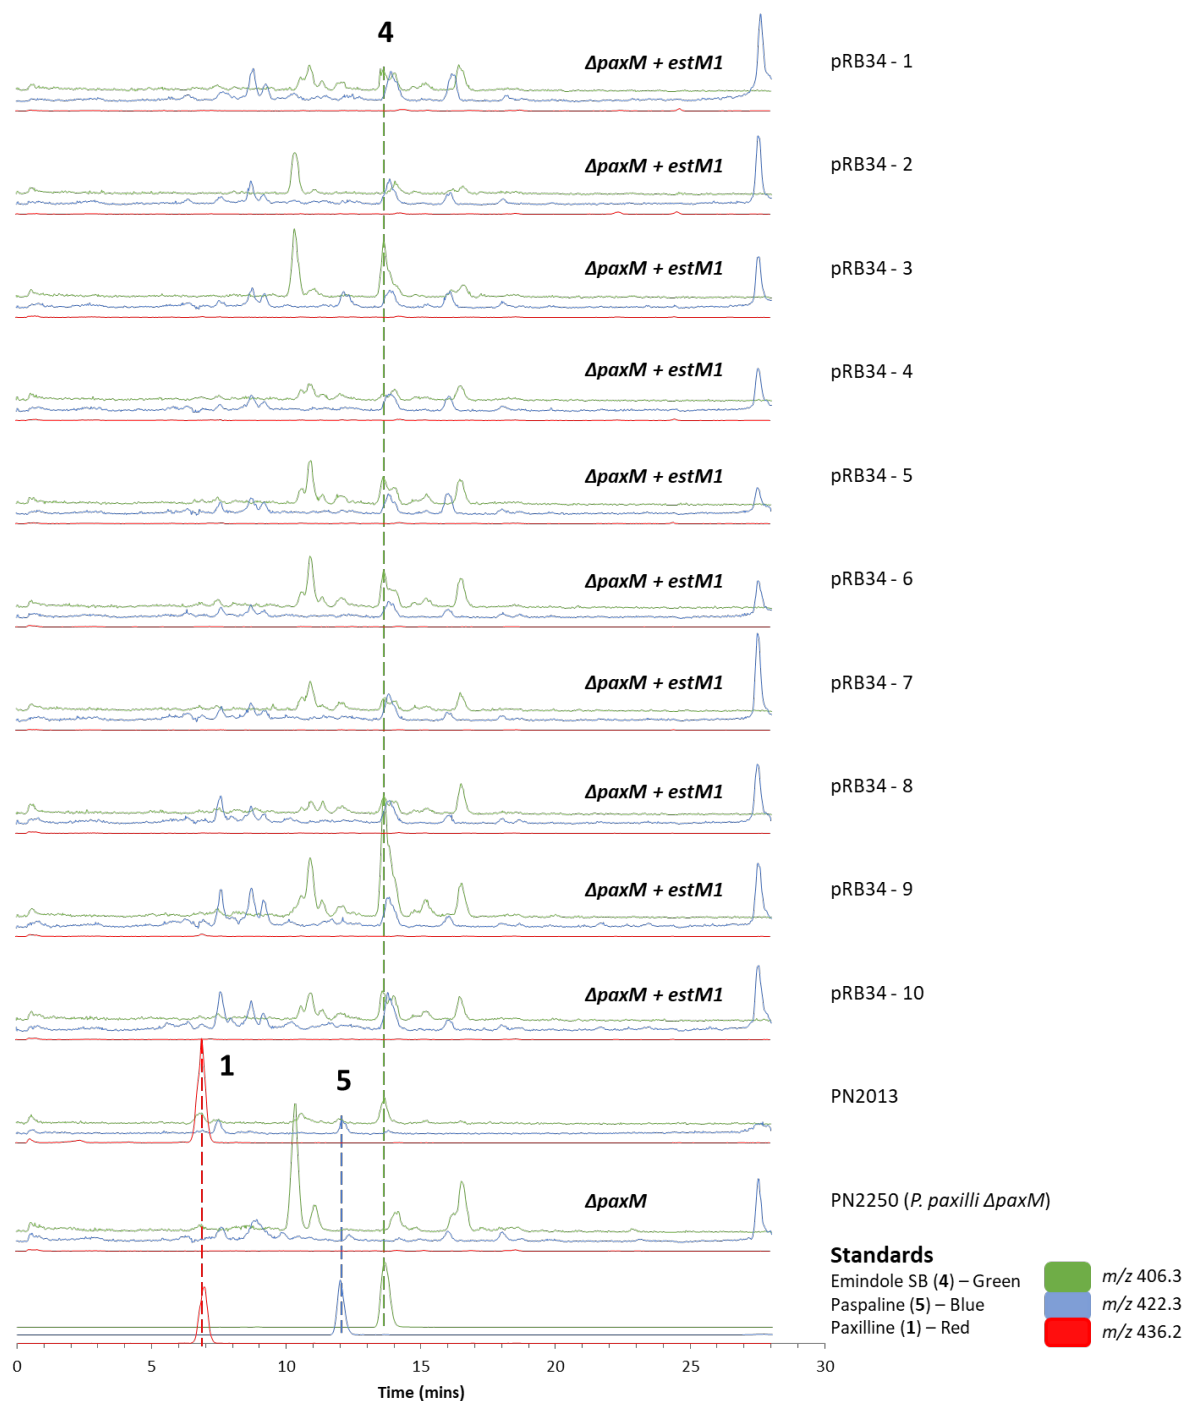 4
ΔpaxM + estM1 pRB34 - 1
ΔpaxM + estM1 pRB34 - 2
ΔpaxM + estM1 pRB34 - 3
ΔpaxM + estM1 pRB34 - 4
ΔpaxM + estM1 pRB34 - 5
ΔpaxM + estM1 pRB34 - 6
ΔpaxM + estM1 pRB34 - 7
ΔpaxM + estM1 pRB34 - 8
ΔpaxM + estM1 pRB34 - 9
ΔpaxM + estM1 pRB34 - 10
1
5
PN2013
ΔpaxM PN2250 (P. paxilli ΔpaxM)
Standards
Emindole SB (4) – Green m/z 406.3
Paspaline (5) – Blue m/z 422.3
Paxilline (1) – Red m/z 436.2
0 5 10 15 20 25 30
Time (mins)